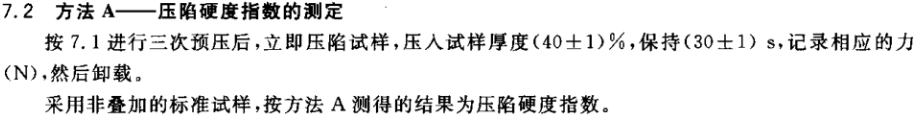 7.2 方法 A——压陷硬度指数的测定
按 7.1 进行三次预压后,立即压陷试样,压入试样厚度(40±1)%,保持(30±1) s,记录相应的力
(N),然后卸载。
采用非叠加的标准试样,按方法 A 测得的结果为压陷硬度指数。